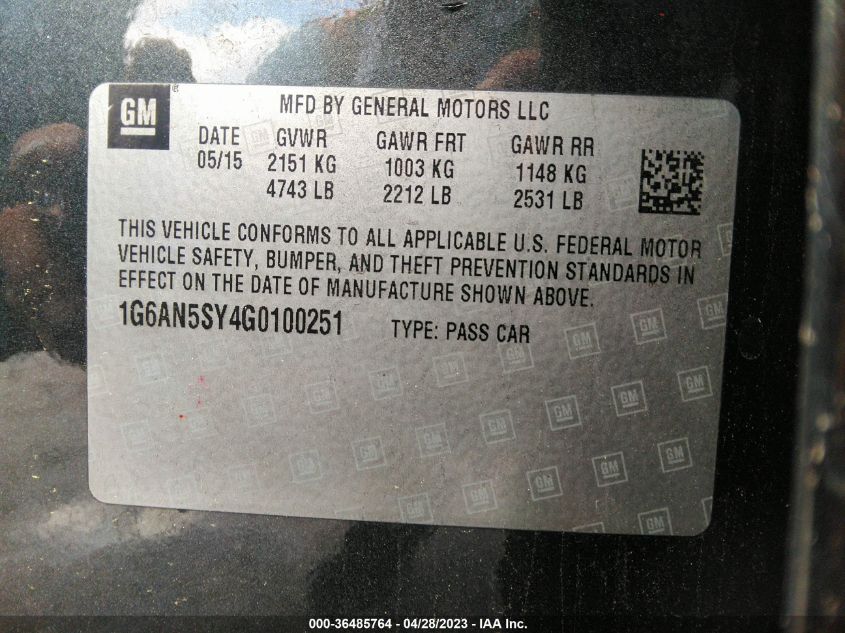 GM
MFD BY GENERAL MOTORS LLC
DATE GVWR GAWR FRT GAWR RR
05/15 2151 KG 1003 KG 1148 KG
4743 LB 2212 LB 2531 LB
THIS VEHICLE CONFORMS TO ALL APPLICABLE U.S. FEDERAL MOTOR
VEHICLE SAFETY, BUMPER, AND THEFT PREVENTION STANDARDS IN
EFFECT ON THE DATE OF MANUFACTURE SHOWN ABOVE.
1G6AN5SY4G0100251 TYPE: PASS CAR
000-36485764 - 04/28/2023 - IAA Inc.